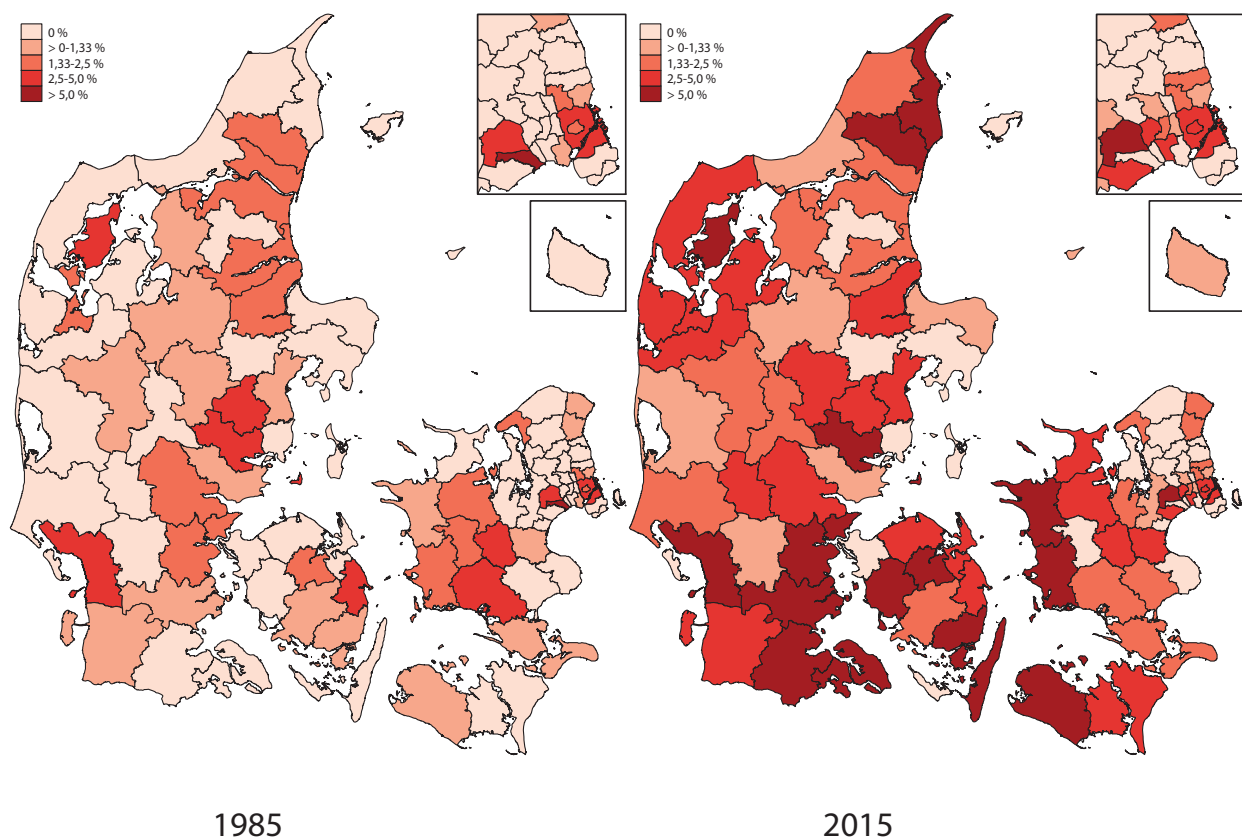 0 %
> 0-1,33 %
1,33-2,5 %
2,5-5,0 %
> 5,0 %
0 %
> 0-1,33 %
1,33-2,5 %
2,5-5,0 %
> 5,0 %
1985
2015